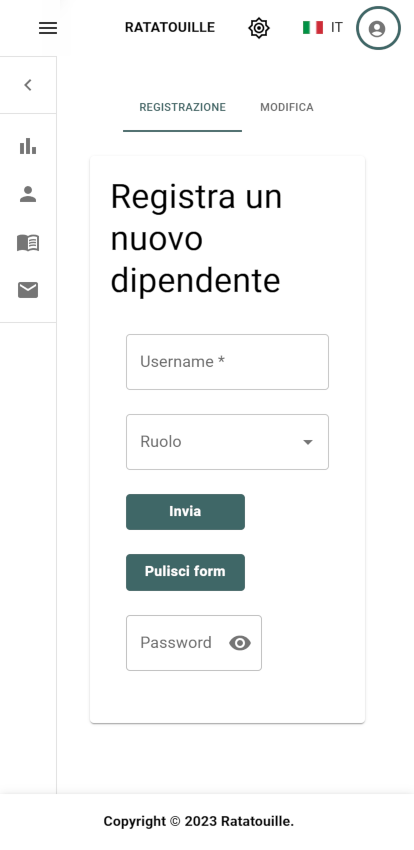 RATATOUILLE
IT
REGISTRAZIONE
MODIFICA
Registra un
nuovo
dipendente
Username *
Ruolo
Invia
Pulisci form
Password
Copyright © 2023 Ratatouille.